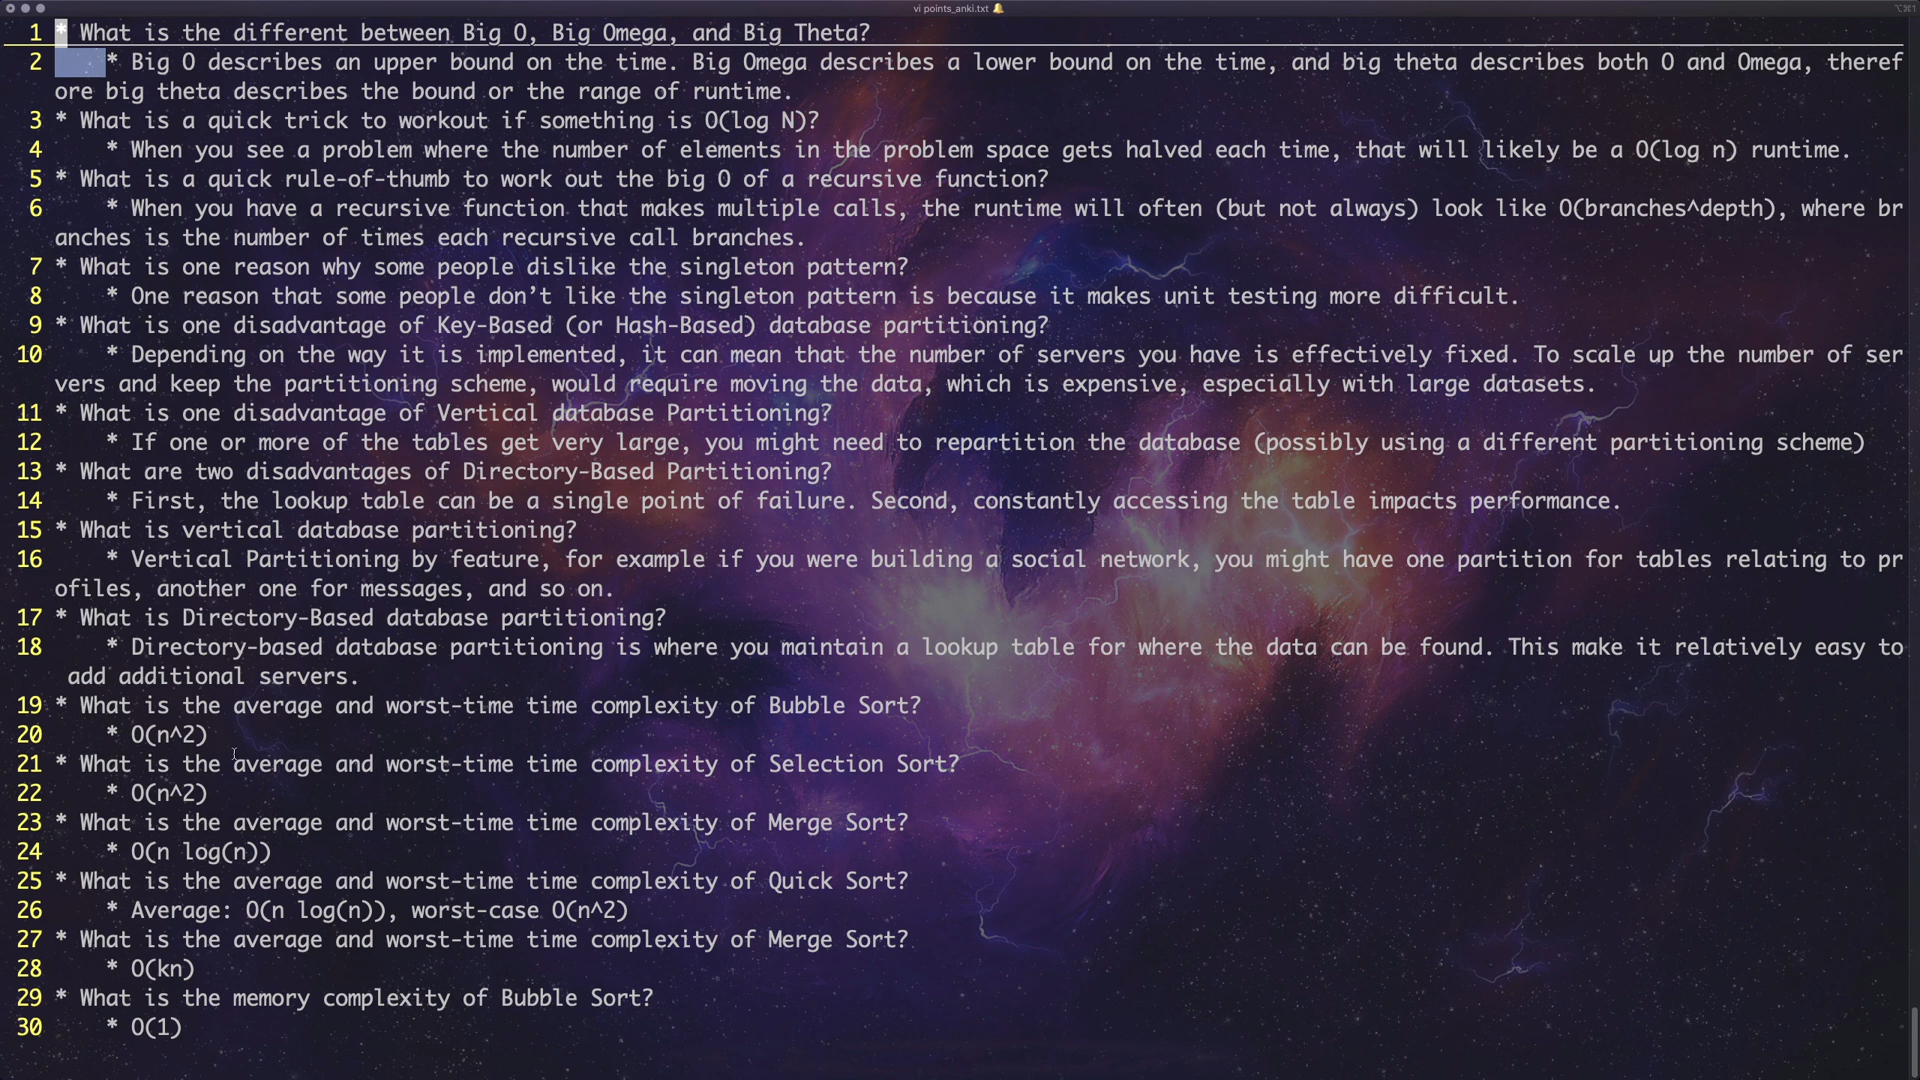 vi points_anki.txt 🔔
⌥⌘1
1 * What is the different between Big O, Big Omega, and Big Theta?
2 * Big O describes an upper bound on the time. Big Omega describes a lower bound on the time, and big theta describes both O and Omega, theref
ore big theta describes the bound or the range of runtime.
3 * What is a quick trick to workout if something is O(log N)?
4 * When you see a problem where the number of elements in the problem space gets halved each time, that will likely be a O(log n) runtime.
5 * What is a quick rule-of-thumb to work out the big O of a recursive function?
6 * When you have a recursive function that makes multiple calls, the runtime will often (but not always) look like O(branches^depth), where br
anches is the number of times each recursive call branches.
7 * What is one reason why some people dislike the singleton pattern?
8 * One reason that some people don’t like the singleton pattern is because it makes unit testing more difficult.
9 * What is one disadvantage of Key-Based (or Hash-Based) database partitioning?
10 * Depending on the way it is implemented, it can mean that the number of servers you have is effectively fixed. To scale up the number of ser
vers and keep the partitioning scheme, would require moving the data, which is expensive, especially with large datasets.
11 * What is one disadvantage of Vertical database Partitioning?
12 * If one or more of the tables get very large, you might need to repartition the database (possibly using a different partitioning scheme)
13 * What are two disadvantages of Directory-Based Partitioning?
14 * First, the lookup table can be a single point of failure. Second, constantly accessing the table impacts performance.
15 * What is vertical database partitioning?
16 * Vertical Partitioning by feature, for example if you were building a social network, you might have one partition for tables relating to pr
ofiles, another one for messages, and so on.
17 * What is Directory-Based database partitioning?
18 * Directory-based database partitioning is where you maintain a lookup table for where the data can be found. This make it relatively easy to
add additional servers.
19 * What is the average and worst-time time complexity of Bubble Sort?
20 * O(n^2)
21 * What is the average and worst-time time complexity of Selection Sort?
22 * O(n^2)
23 * What is the average and worst-time time complexity of Merge Sort?
24 * O(n log(n))
25 * What is the average and worst-time time complexity of Quick Sort?
26 * Average: O(n log(n)), worst-case O(n^2)
27 * What is the average and worst-time time complexity of Merge Sort?
28 * O(kn)
29 * What is the memory complexity of Bubble Sort?
30 * O(1)